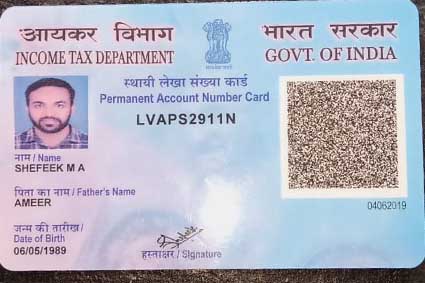 आयकर विभाग
INCOME TAX DEPARTMENT
भारत सरकार
GOVT. OF INDIA
स्थायी लेखा संख्या कार्ड
Permanent Account Number Card
LVAPS2911N
नाम / Name
SHEFEEK M A
पिता का नाम / Father's Name
AMEER
जन्म की तारीख/
Date of Birth
06/05/1989
हस्ताक्षर / Signature
04062019